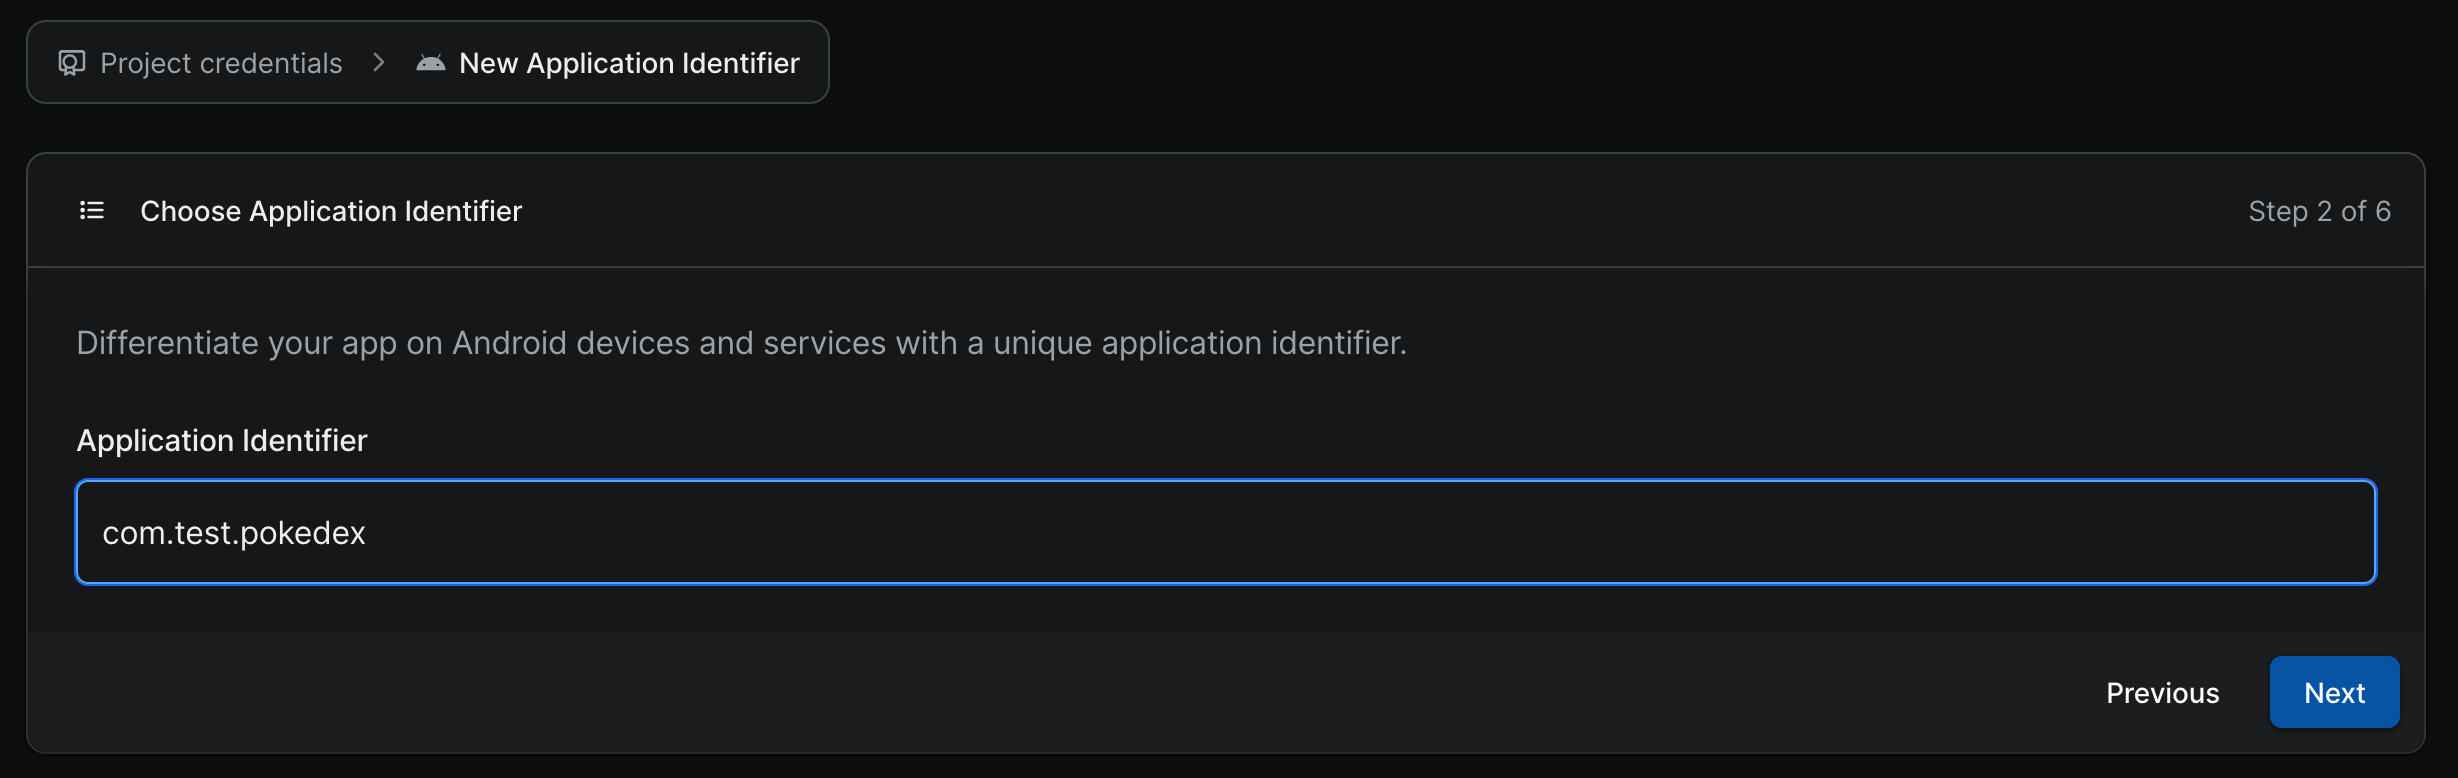 Project credentials > New Application Identifier
Choose Application Identifier Step 2 of 6
Differentiate your app on Android devices and services with a unique application identifier.
Application Identifier
com.test.pokedex
Previous Next